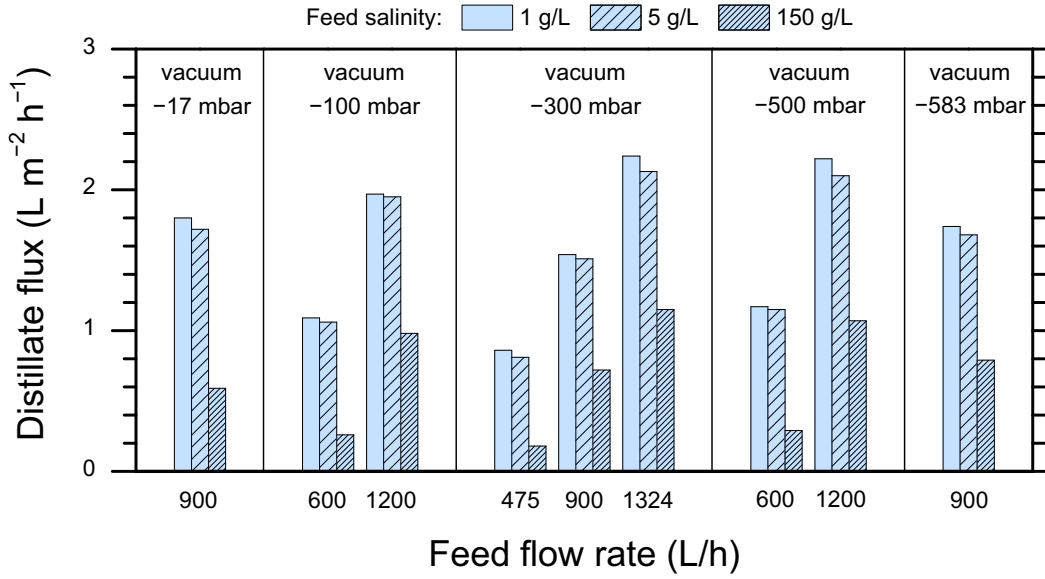 Feed salinity: 1 g/L 5 g/L 150 g/L
3
2
1
0
Distillate flux (L m⁻² h⁻¹)
vacuum
−17 mbar
vacuum
−100 mbar
vacuum
−300 mbar
vacuum
−500 mbar
vacuum
−583 mbar
900 600 1200 475 900 1324 600 1200 900
Feed flow rate (L/h)